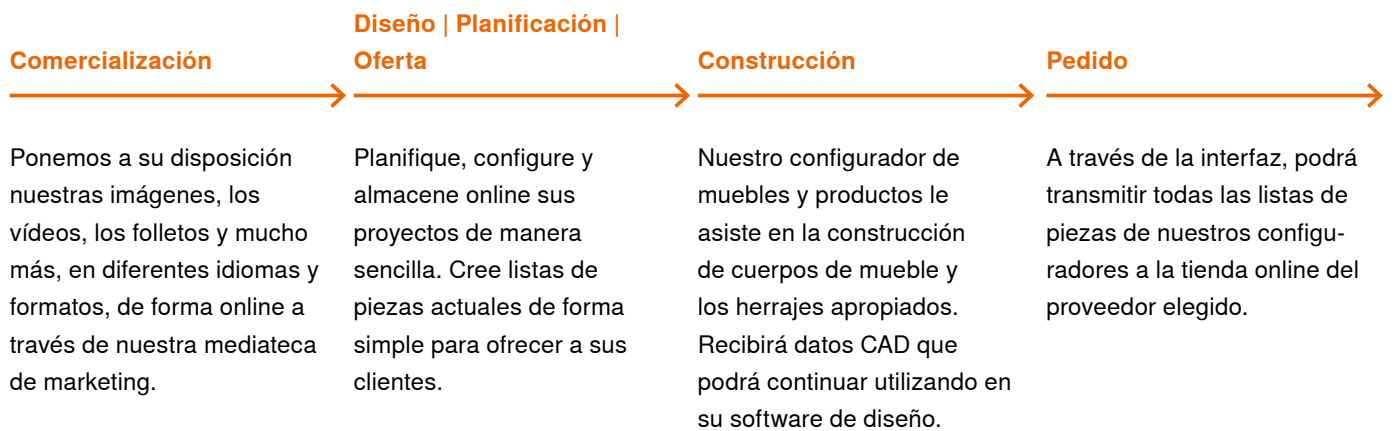 Comercialización
Ponemos a su disposición
nuestras imágenes, los
vídeos, los folletos y mucho
más, en diferentes idiomas y
formatos, de forma online a
través de nuestra mediateca
de marketing.
Diseño | Planificación |
Oferta
Planifique, configure y
almacene online sus
proyectos de manera
sencilla. Cree listas de
piezas actuales de forma
simple para ofrecer a sus
clientes.
Construcción
Nuestro configurador de
muebles y productos le
asiste en la construcción
de cuerpos de mueble y
los herrajes apropiados.
Recibirá datos CAD que
podrá continuar utilizando en
su software de diseño.
Pedido
A través de la interfaz, podrá
transmitir todas las listas de
piezas de nuestros configu-
radores a la tienda online del
proveedor elegido.